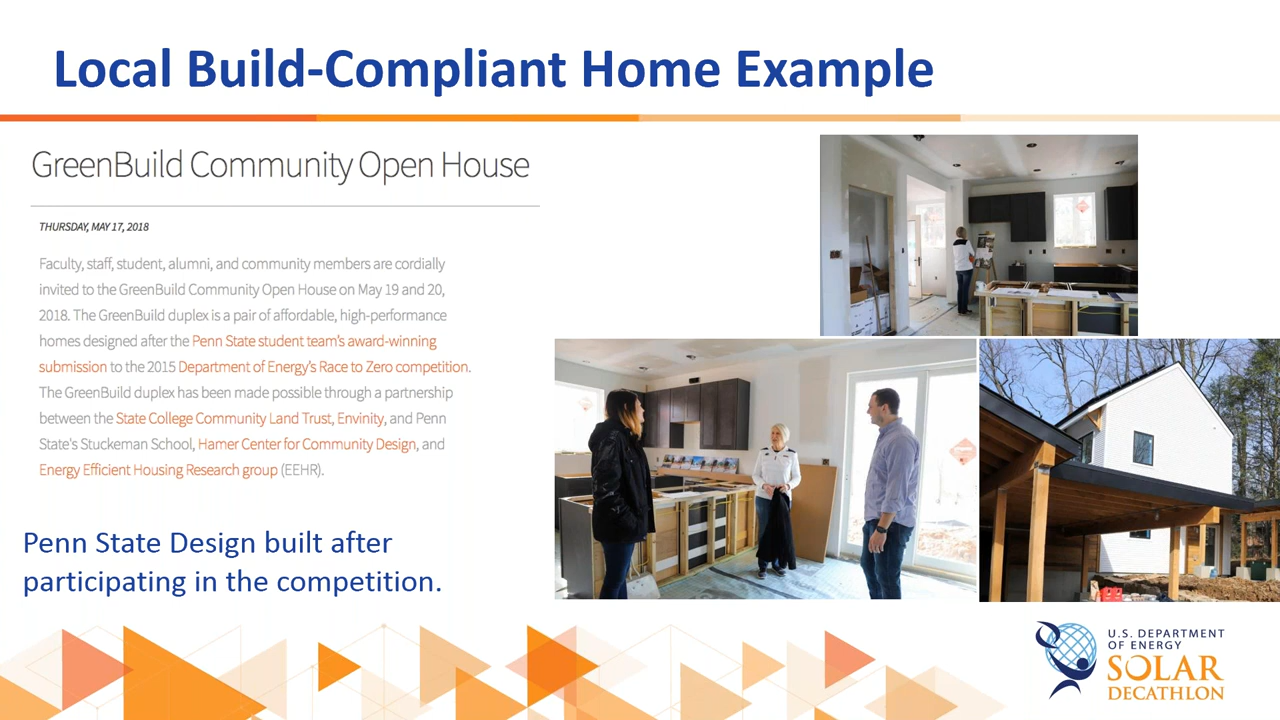 Local Build-Compliant Home Example
GreenBuild Community Open House
THURSDAY, MAY 17, 2018
Faculty, staff, student, alumni, and community members are cordially
invited to the GreenBuild Community Open House on May 19 and 20,
2018. The GreenBuild duplex is a pair of affordable, high-performance
homes designed after the Penn State student team's award-winning
submission to the 2015 Department of Energy's Race to Zero competition.
The GreenBuild duplex has been made possible through a partnership
between the State College Community Land Trust, Envinity, and Penn
State's Stuckeman School, Hamer Center for Community Design, and
Energy Efficient Housing Research group (EEHR).
Penn State Design built after
participating in the competition.
U.S. DEPARTMENT
OF ENERGY
SOLAR
DECATHLON